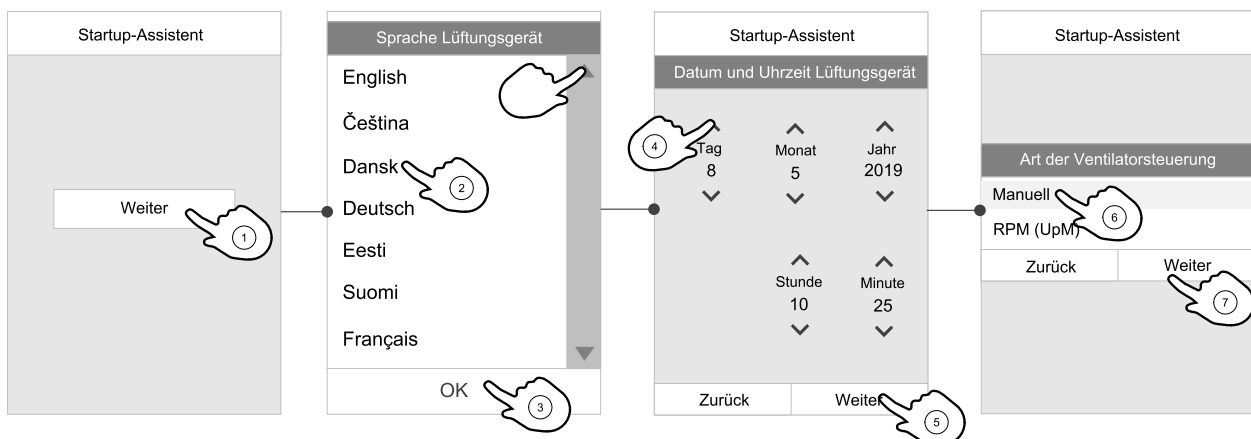 Startup-Assistent
Weiter
1
Sprache Lüftungsgerät
English
Čeština
Dansk
2
Deutsch
Eesti
Suomi
Français
OK
3
Startup-Assistent
Datum und Uhrzeit Lüftungsgerät
4
Tag Monat Jahr
8 5 2019
Stunde Minute
10 25
Zurück Weiter
5
Startup-Assistent
Art der Ventilatorsteuerung
Manuell
6
RPM (UpM)
Zurück Weiter
7